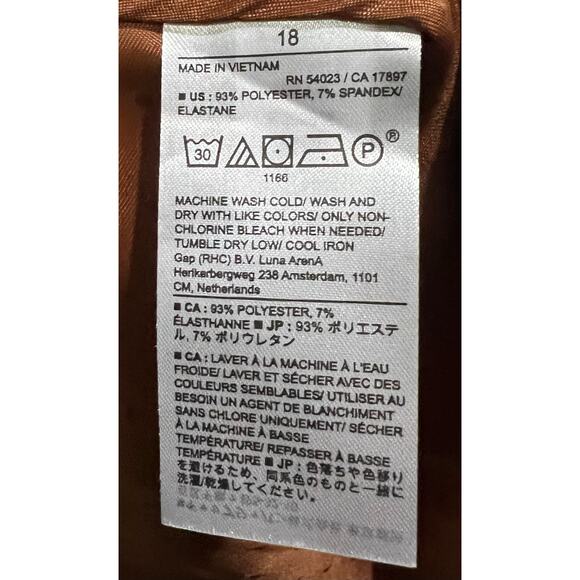 18
MADE IN VIETNAM
RN 54023 / CA 17897
■ US : 93% POLYESTER, 7% SPANDEX/
ELASTANE
30 P ®
1166
MACHINE WASH COLD/ WASH AND
DRY WITH LIKE COLORS/ ONLY NON-
CHLORINE BLEACH WHEN NEEDED/
TUMBLE DRY LOW/ COOL IRON
Gap (RHC) B.V. Luna ArenA
Herikerbergweg 238 Amsterdam, 1101
CM, Netherlands
■ CA : 93% POLYESTER, 7%
ÉLASTHANNE ■ JP : 93% ポリエステ
ル, 7% ポリウレタン
■ CA : LAVER À LA MACHINE À L'EAU
FROIDE/ LAVER ET SÉCHER AVEC DES
COULEURS SEMBLABLES/ UTILISER AU
BESOIN UN AGENT DE BLANCHIMENT
SANS CHLORE UNIQUEMENT/ SÉCHER
À LA MACHINE À BASSE
TEMPÉRATURE/ REPASSER À BASSE
TEMPÉRATURE ■ JP : 色落ちや色移り
を避けるため、同系色のものと一緒に
洗濯/乾燥してください。